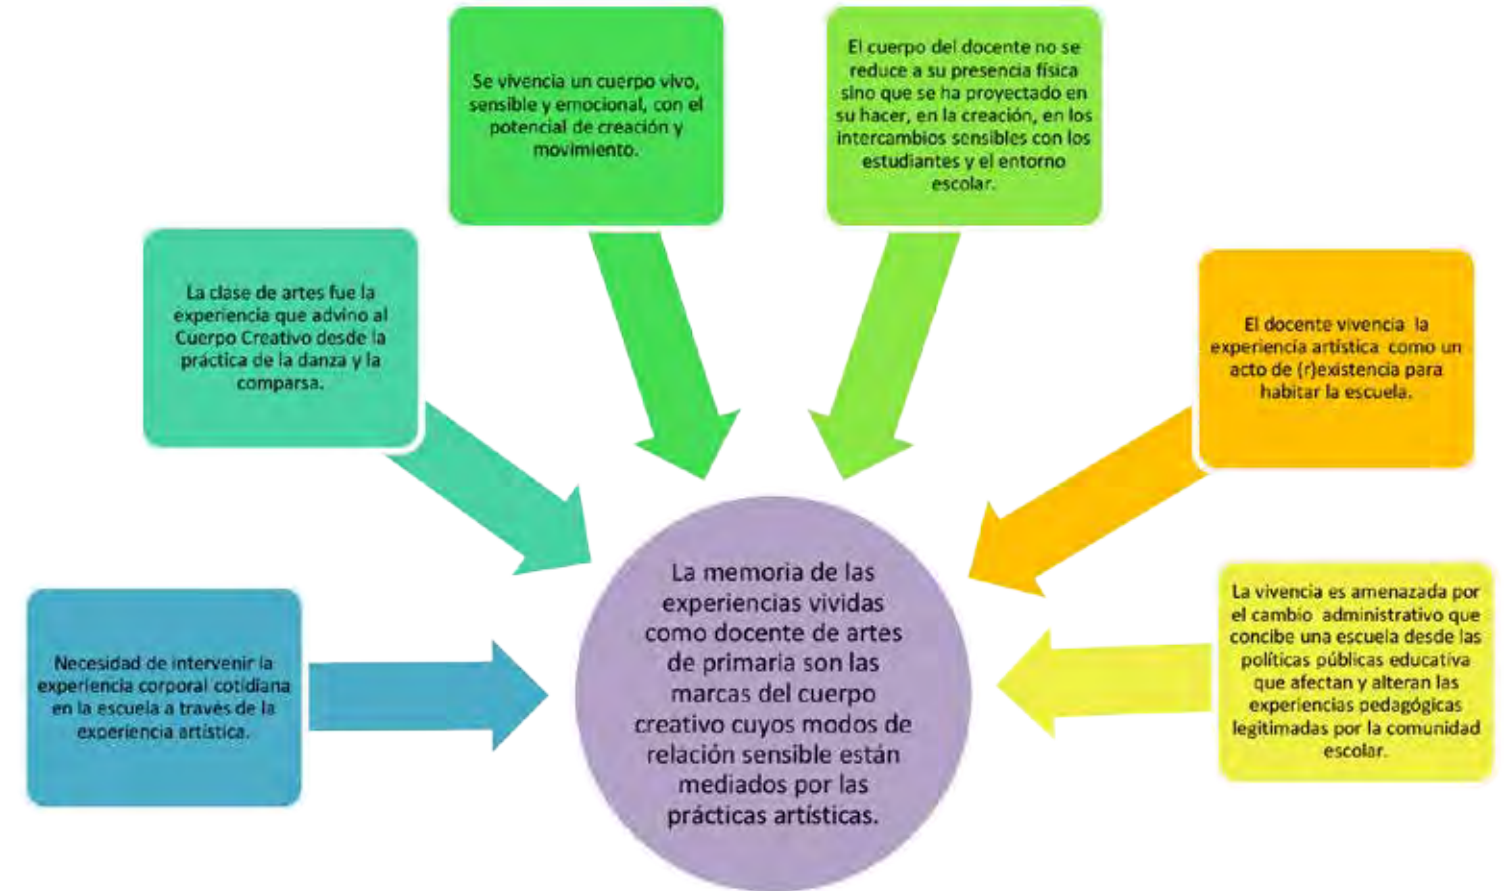 Se vivencia un cuerpo vivo,
sensible y emocional, con el
potencial de creación y
movimiento.
El cuerpo del docente no se
reduce a su presencia física
sino que se ha proyectado en
su hacer, en la creación, en los
intercambios sensibles con los
estudiantes y el entorno
escolar.
La clase de artes fue la
experiencia que advino al
Cuerpo Creativo desde la
práctica de la danza y la
comparsa.
El docente vivencia la
experiencia artística como un
acto de (r)existencia para
habitar la escuela.
Necesidad de intervenir la
experiencia corporal cotidiana
en la escuela a través de la
experiencia artística.
La memoria de las
experiencias vividas
como docente de artes
de primaria son las
marcas del cuerpo
creativo cuyos modos de
relación sensible están
mediados por las
prácticas artísticas.
La vivencia es amenazada por
el cambio administrativo que
concibe una escuela desde las
políticas públicas educativa
que afectan y alteran las
experiencias pedagógicas
legitimadas por la comunidad
escolar.